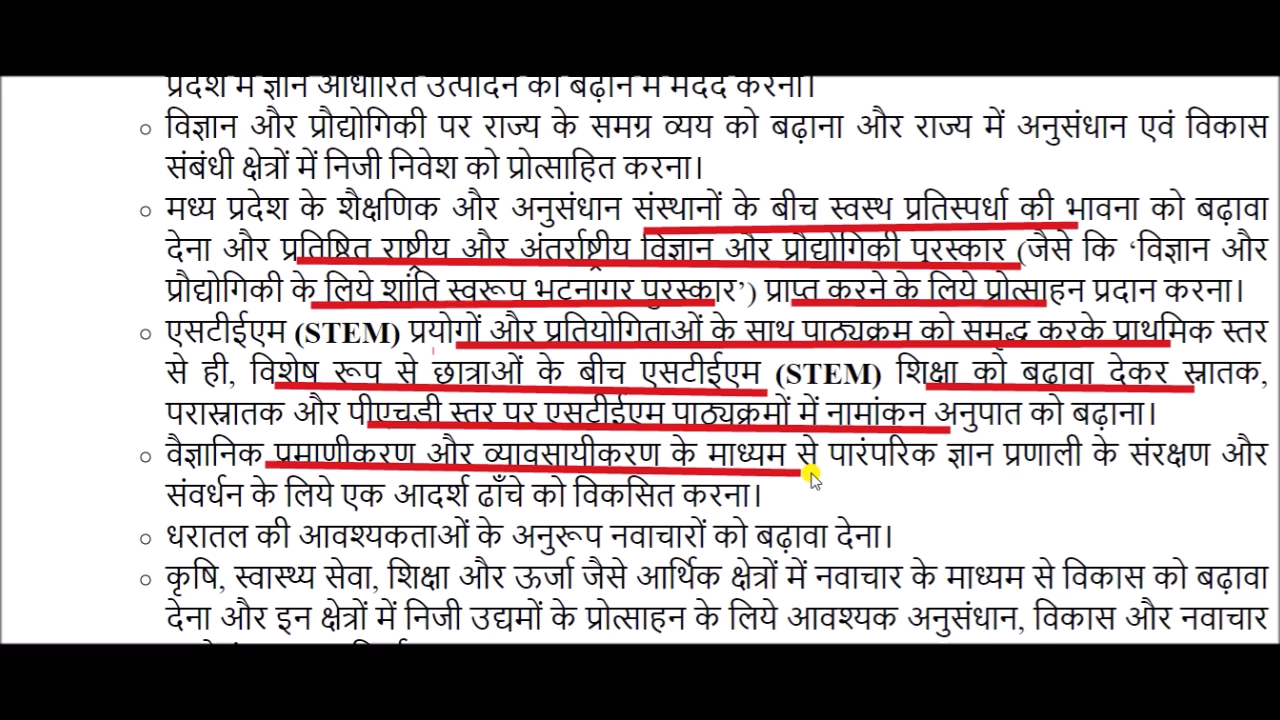 प्रदेश में ज्ञान आधारित उत्पादन को बढ़ाने में मदद करना।
○ विज्ञान और प्रौद्योगिकी पर राज्य के समग्र व्यय को बढ़ाना और राज्य में अनुसंधान एवं विकास
संबंधी क्षेत्रों में निजी निवेश को प्रोत्साहित करना।
○ मध्य प्रदेश के शैक्षणिक और अनुसंधान संस्थानों के बीच स्वस्थ प्रतिस्पर्धा की भावना को बढ़ावा
देना और प्रतिष्ठित राष्ट्रीय और अंतर्राष्ट्रीय विज्ञान और प्रौद्योगिकी पुरस्कार (जैसे कि ‘विज्ञान और
प्रौद्योगिकी के लिये शांति स्वरूप भटनागर पुरस्कार’) प्राप्त करने के लिये प्रोत्साहन प्रदान करना।
○ एसटीईएम (STEM) प्रयोगों और प्रतियोगिताओं के साथ पाठ्यक्रम को समृद्ध करके प्राथमिक स्तर
से ही, विशेष रूप से छात्राओं के बीच एसटीईएम (STEM) शिक्षा को बढ़ावा देकर स्नातक,
परास्नातक और पीएचडी स्तर पर एसटीईएम पाठ्यक्रमों में नामांकन अनुपात को बढ़ाना।
○ वैज्ञानिक प्रमाणीकरण और व्यावसायीकरण के माध्यम से पारंपरिक ज्ञान प्रणाली के संरक्षण और
संवर्धन के लिये एक आदर्श ढाँचे को विकसित करना।
○ धरातल की आवश्यकताओं के अनुरूप नवाचारों को बढ़ावा देना।
○ कृषि, स्वास्थ्य सेवा, शिक्षा और ऊर्जा जैसे आर्थिक क्षेत्रों में नवाचार के माध्यम से विकास को बढ़ावा
देना और इन क्षेत्रों में निजी उद्यमों के प्रोत्साहन के लिये आवश्यक अनुसंधान, विकास और नवाचार